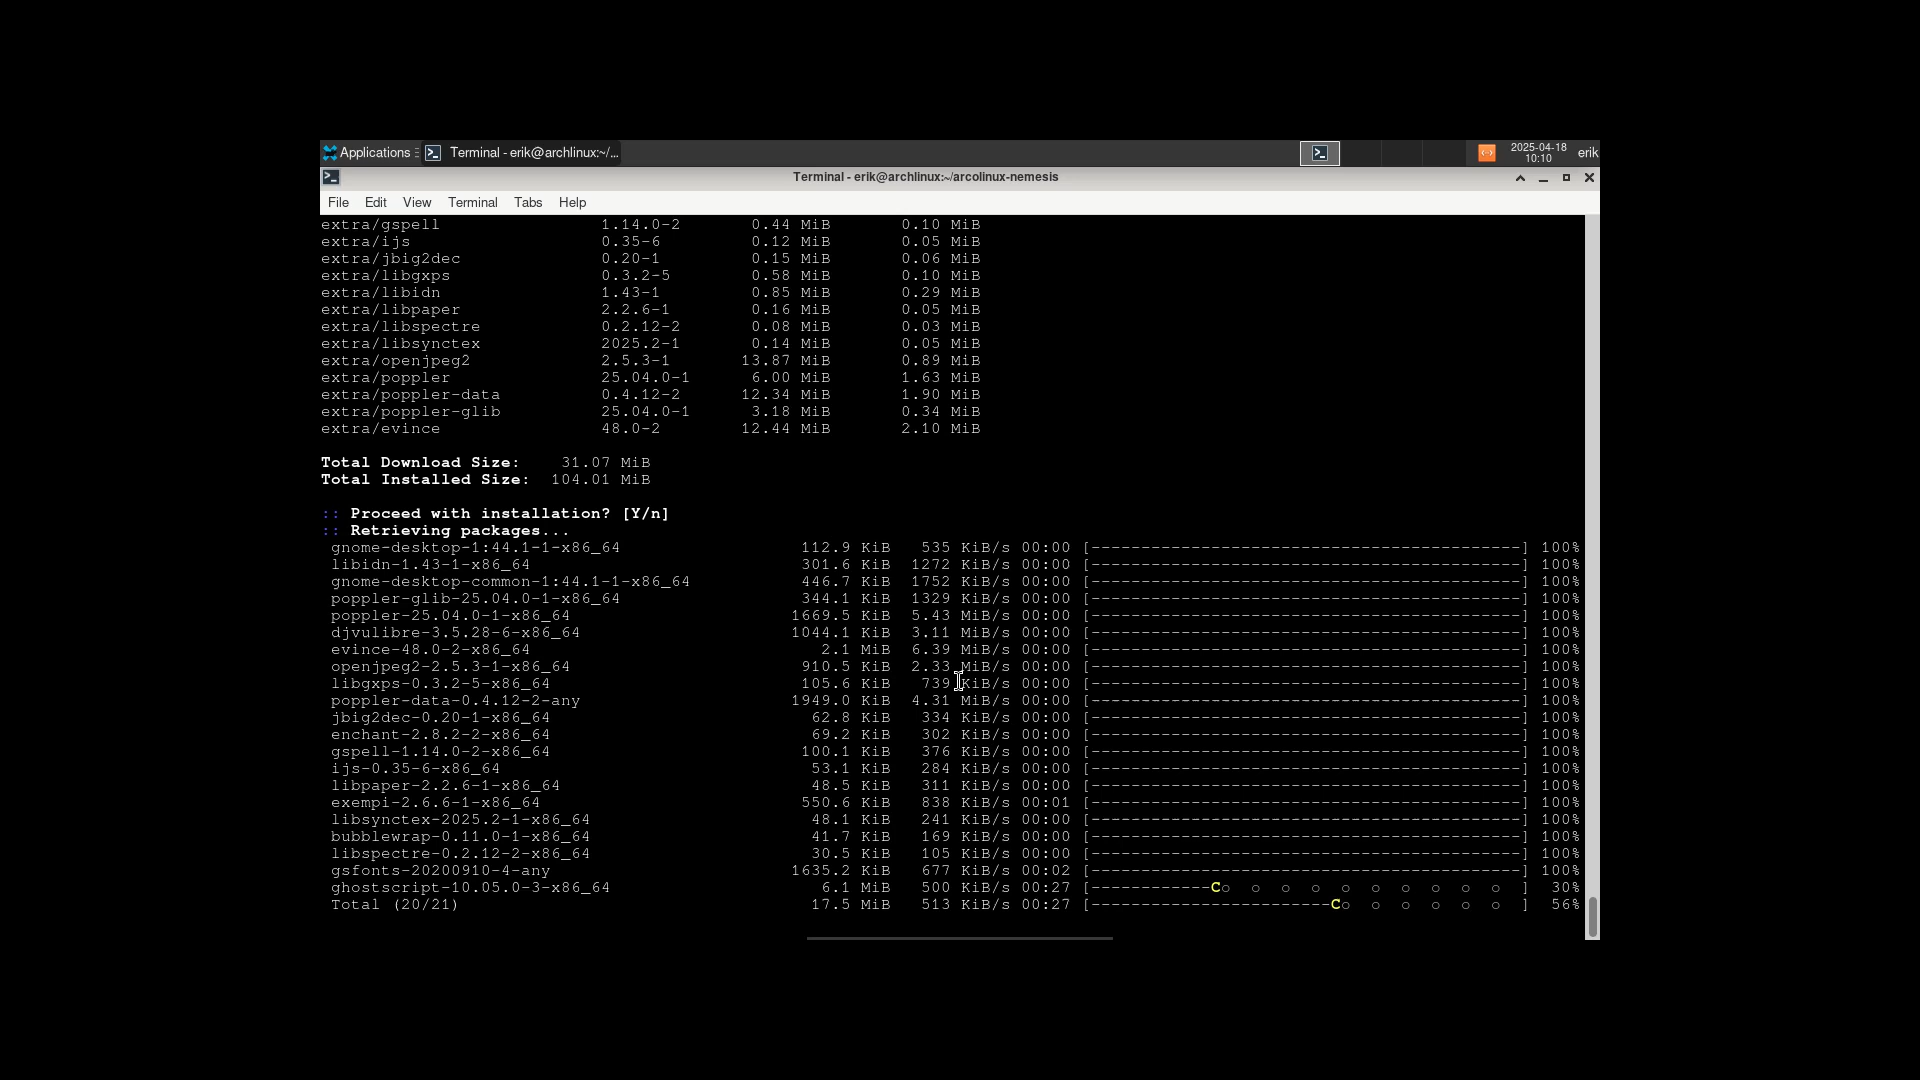 Applications Terminal - erik@archlinux:~/... 2025-04-18 erik
10:10
Terminal - erik@archlinux:~/arcolinux-nemesis
File Edit View Terminal Tabs Help
extra/gspell 1.14.0-2 0.44 MiB 0.10 MiB
extra/ijs 0.35-6 0.12 MiB 0.05 MiB
extra/jbig2dec 0.20-1 0.15 MiB 0.06 MiB
extra/libgxps 0.3.2-5 0.58 MiB 0.10 MiB
extra/libidn 1.43-1 0.85 MiB 0.29 MiB
extra/libpaper 2.2.6-1 0.16 MiB 0.05 MiB
extra/libspectre 0.2.12-2 0.08 MiB 0.03 MiB
extra/libsynctex 2025.2-1 0.14 MiB 0.05 MiB
extra/openjpeg2 2.5.3-1 13.87 MiB 0.89 MiB
extra/poppler 25.04.0-1 6.00 MiB 1.63 MiB
extra/poppler-data 0.4.12-2 12.34 MiB 1.90 MiB
extra/poppler-glib 25.04.0-1 3.18 MiB 0.34 MiB
extra/evince 48.0-2 12.44 MiB 2.10 MiB
Total Download Size: 31.07 MiB
Total Installed Size: 104.01 MiB
:: Proceed with installation? [Y/n]
:: Retrieving packages...
gnome-desktop-1:44.1-1-x86_64 112.9 KiB 535 KiB/s 00:00 [-------------------------------------------] 100%
libidn-1.43-1-x86_64 301.6 KiB 1272 KiB/s 00:00 [-------------------------------------------] 100%
gnome-desktop-common-1:44.1-1-x86_64 446.7 KiB 1752 KiB/s 00:00 [-------------------------------------------] 100%
poppler-glib-25.04.0-1-x86_64 344.1 KiB 1329 KiB/s 00:00 [-------------------------------------------] 100%
poppler-25.04.0-1-x86_64 1669.5 KiB 5.43 MiB/s 00:00 [-------------------------------------------] 100%
djvulibre-3.5.28-6-x86_64 1044.1 KiB 3.11 MiB/s 00:00 [-------------------------------------------] 100%
evince-48.0-2-x86_64 2.1 MiB 6.39 MiB/s 00:00 [-------------------------------------------] 100%
openjpeg2-2.5.3-1-x86_64 910.5 KiB 2.33 MiB/s 00:00 [-------------------------------------------] 100%
libgxps-0.3.2-5-x86_64 105.6 KiB 739 KiB/s 00:00 [-------------------------------------------] 100%
poppler-data-0.4.12-2-any 1949.0 KiB 4.31 MiB/s 00:00 [-------------------------------------------] 100%
jbig2dec-0.20-1-x86_64 62.8 KiB 334 KiB/s 00:00 [-------------------------------------------] 100%
enchant-2.8.2-2-x86_64 69.2 KiB 302 KiB/s 00:00 [-------------------------------------------] 100%
gspell-1.14.0-2-x86_64 100.1 KiB 376 KiB/s 00:00 [-------------------------------------------] 100%
ijs-0.35-6-x86_64 53.1 KiB 284 KiB/s 00:00 [-------------------------------------------] 100%
libpaper-2.2.6-1-x86_64 48.5 KiB 311 KiB/s 00:00 [-------------------------------------------] 100%
exempi-2.6.6-1-x86_64 550.6 KiB 838 KiB/s 00:01 [-------------------------------------------] 100%
libsynctex-2025.2-1-x86_64 48.1 KiB 241 KiB/s 00:00 [-------------------------------------------] 100%
bubblewrap-0.11.0-1-x86_64 41.7 KiB 169 KiB/s 00:00 [-------------------------------------------] 100%
libspectre-0.2.12-2-x86_64 30.5 KiB 105 KiB/s 00:00 [-------------------------------------------] 100%
gsfonts-20200910-4-any 1635.2 KiB 677 KiB/s 00:02 [-------------------------------------------] 100%
ghostscript-10.05.0-3-x86_64 6.1 MiB 500 KiB/s 00:27 [------------Co  o  o  o  o  o  o  o  o  o  ] 30%
Total (20/21) 17.5 MiB 513 KiB/s 00:27 [------------------------Co  o  o  o  o  o  ] 56%